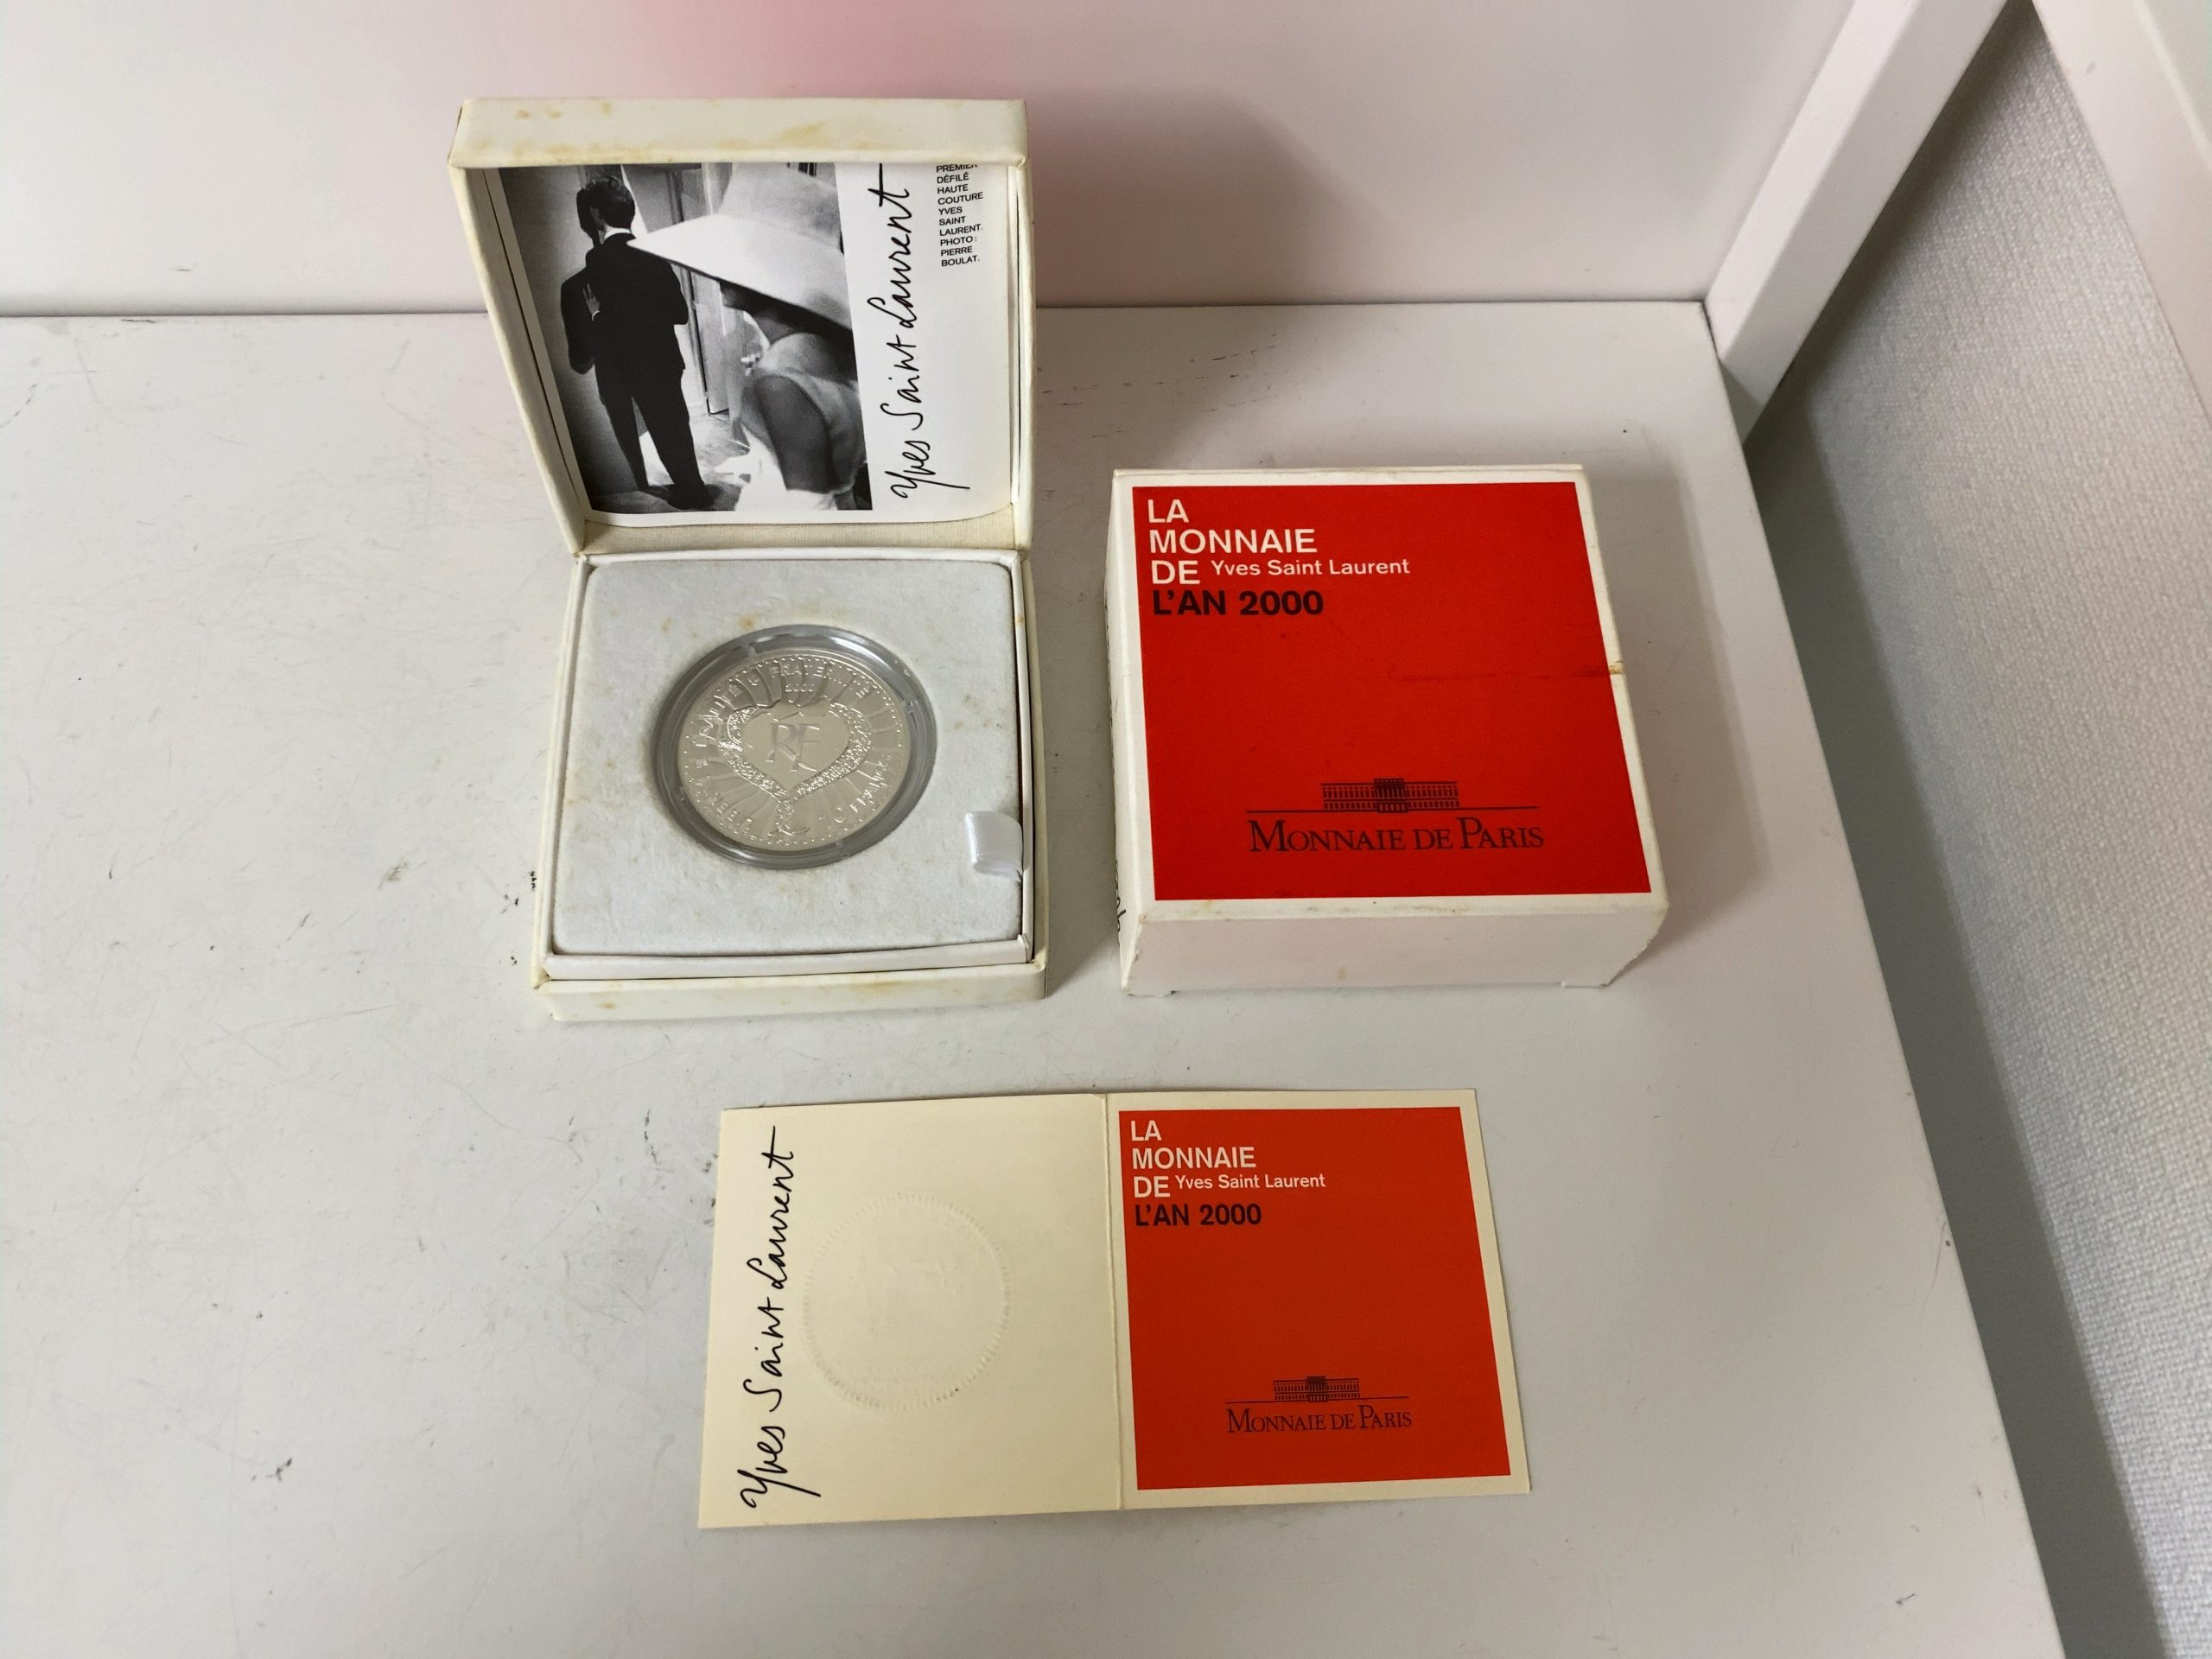 PREMIER
DÉFILÉ
HAUTE
COUTURE
YVES
SAINT
LAURENT.
PHOTO:
PIERRE
BOULAT.
Yves Saint Laurent
2000
RF
LA
MONNAIE
DE Yves Saint Laurent
L'AN 2000
MONNAIE DE PARIS
Yves Saint Laurent
LA
MONNAIE
DE Yves Saint Laurent
L'AN 2000
MONNAIE DE PARIS